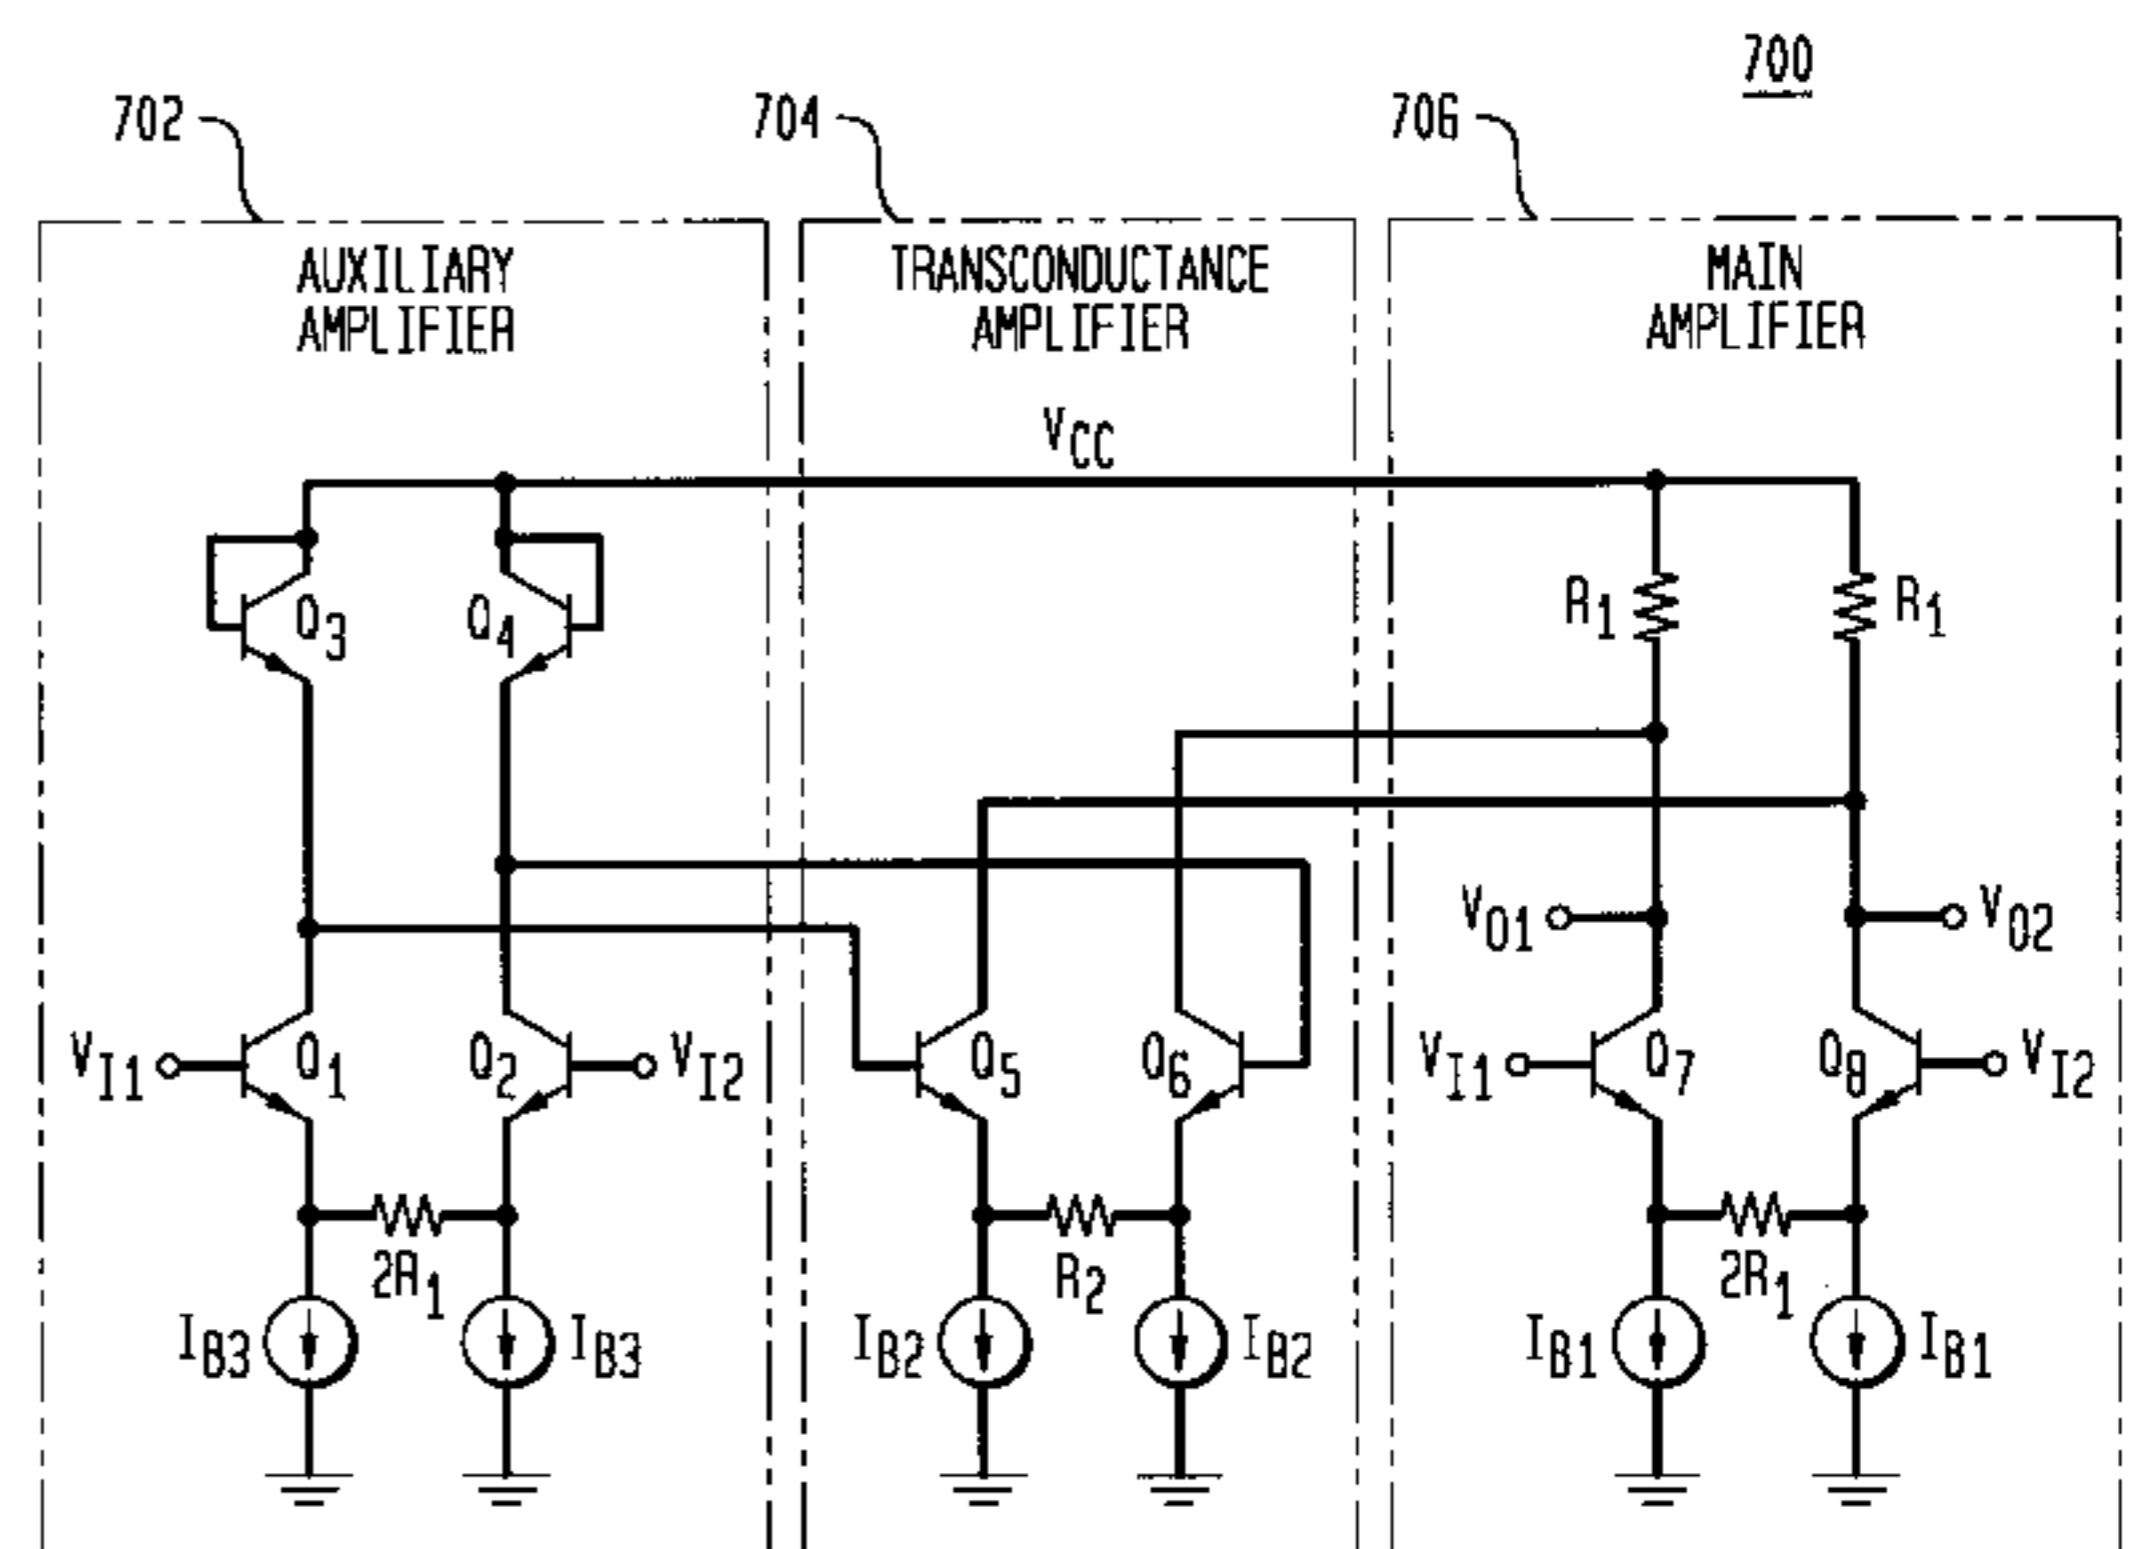 700
702
704
706
AUXILIARY
AMPLIFIER
TRANSCONDUCTANCE
AMPLIFIER
MAIN
AMPLIFIER
VCC
Q3
Q4
R1
R1
VO1
VO2
VI1
Q1
Q2
VI2
Q5
Q6
VI1
Q7
Q8
VI2
2R1
R2
2R1
IB3
IB3
IB2
IB2
IB1
IB1